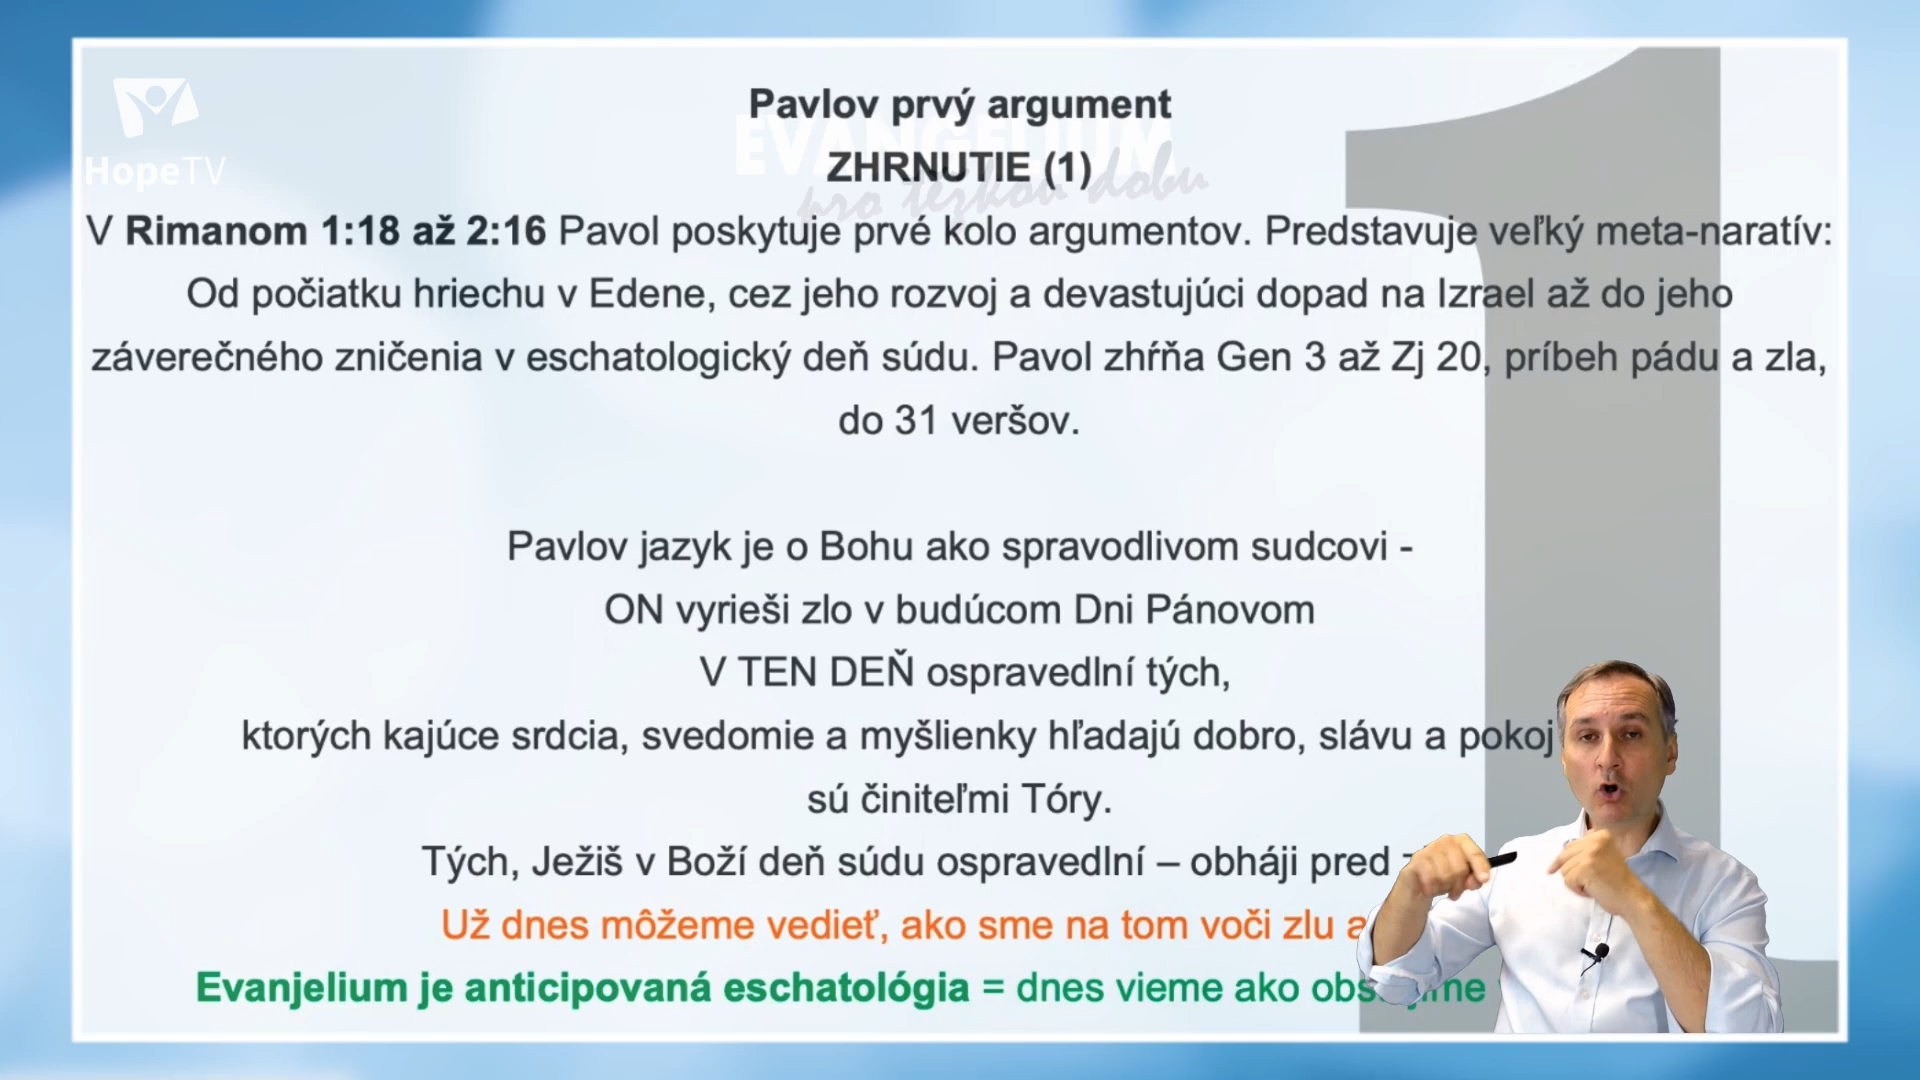 HopeTV
EVANGELIUM
pro těžkou dobu
Pavlov prvý argument
ZHRNUTIE (1)
V Rimanom 1:18 až 2:16 Pavol poskytuje prvé kolo argumentov. Predstavuje veľký meta-naratív:
Od počiatku hriechu v Edene, cez jeho rozvoj a devastujúci dopad na Izrael až do jeho
záverečného zničenia v eschatologický deň súdu. Pavol zhŕňa Gen 3 až Zj 20, príbeh pádu a zla,
do 31 veršov.
Pavlov jazyk je o Bohu ako spravodlivom sudcovi -
ON vyrieši zlo v budúcom Dni Pánovom
V TEN DEŇ ospravedlní tých,
ktorých kajúce srdcia, svedomie a myšlienky hľadajú dobro, slávu a pokoj
sú činiteľmi Tóry.
Tých, Ježiš v Boží deň súdu ospravedlní – obháji pred
Už dnes môžeme vedieť, ako sme na tom voči zlu a
Evanjelium je anticipovaná eschatológia = dnes vieme ako
1